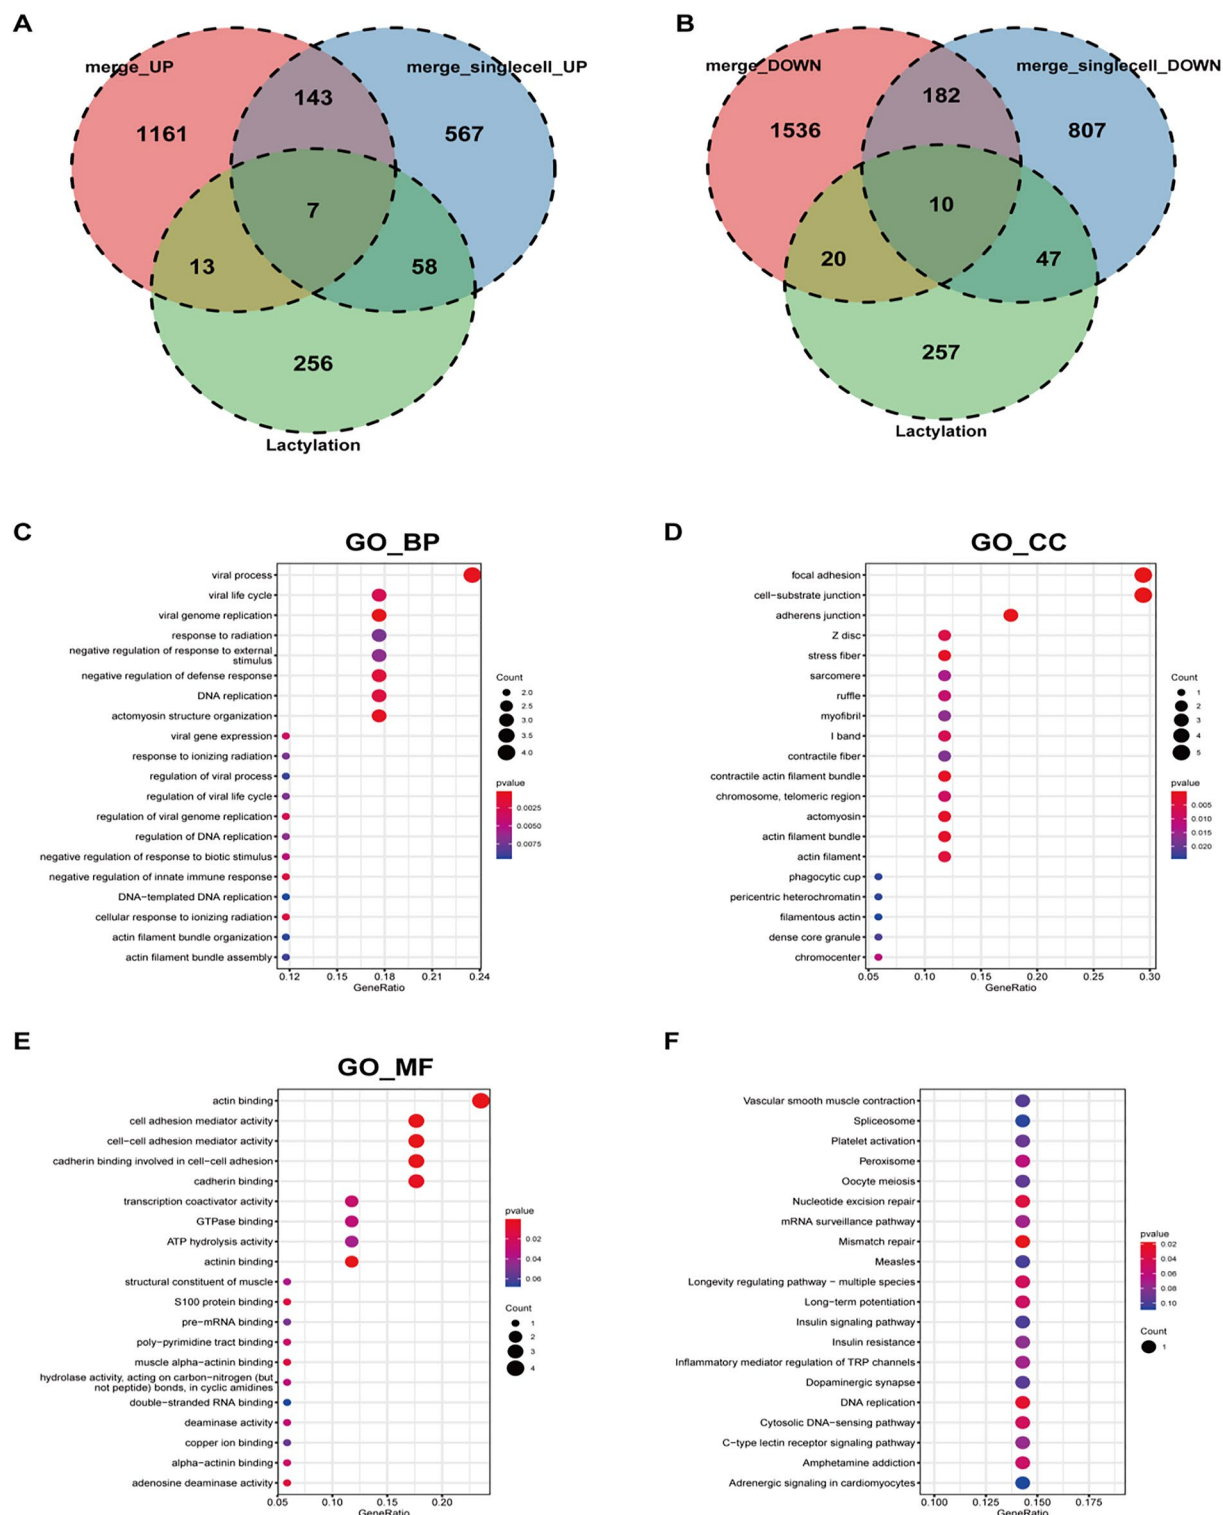 A
merge_UP
merge_singlecell_UP
143
1161
567
7
13
58
256
Lactylation
B
merge_DOWN
merge_singlecell_DOWN
182
1536
807
10
20
47
257
Lactylation
C
GO_BP
viral process
viral life cycle
viral genome replication
response to radiation
negative regulation of response to external
stimulus
negative regulation of defense response
DNA replication
actomyosin structure organization
viral gene expression
response to ionizing radiation
regulation of viral process
regulation of viral life cycle
regulation of viral genome replication
regulation of DNA replication
negative regulation of response to biotic stimulus
negative regulation of innate immune response
DNA−templated DNA replication
cellular response to ionizing radiation
actin filament bundle organization
actin filament bundle assembly
0.12 0.15 0.18 0.21 0.24
GeneRatio
Count
2.0
2.5
3.0
3.5
4.0
pvalue
0.0025
0.0050
0.0075
D
GO_CC
focal adhesion
cell−substrate junction
adherens junction
Z disc
stress fiber
sarcomere
ruffle
myofibril
I band
contractile fiber
contractile actin filament bundle
chromosome, telomeric region
actomyosin
actin filament bundle
actin filament
phagocytic cup
pericentric heterochromatin
filamentous actin
dense core granule
chromocenter
0.05 0.10 0.15 0.20 0.25 0.30
GeneRatio
Count
1
2
3
4
5
pvalue
0.005
0.010
0.015
0.020
E
GO_MF
actin binding
cell adhesion mediator activity
cell−cell adhesion mediator activity
cadherin binding involved in cell−cell adhesion
cadherin binding
transcription coactivator activity
GTPase binding
ATP hydrolysis activity
actinin binding
structural constituent of muscle
S100 protein binding
pre−mRNA binding
poly−pyrimidine tract binding
muscle alpha−actinin binding
hydrolase activity, acting on carbon−nitrogen (but
not peptide) bonds, in cyclic amidines
double−stranded RNA binding
deaminase activity
copper ion binding
alpha−actinin binding
adenosine deaminase activity
0.05 0.10 0.15 0.20
GeneRatio
pvalue
0.02
0.04
0.06
Count
1
2
3
4
F
Vascular smooth muscle contraction
Spliceosome
Platelet activation
Peroxisome
Oocyte meiosis
Nucleotide excision repair
mRNA surveillance pathway
Mismatch repair
Measles
Longevity regulating pathway − multiple species
Long−term potentiation
Insulin signaling pathway
Insulin resistance
Inflammatory mediator regulation of TRP channels
Dopaminergic synapse
DNA replication
Cytosolic DNA−sensing pathway
C−type lectin receptor signaling pathway
Amphetamine addiction
Adrenergic signaling in cardiomyocytes
0.100 0.125 0.150 0.175
GeneRatio
pvalue
0.02
0.04
0.06
0.08
0.10
Count
1